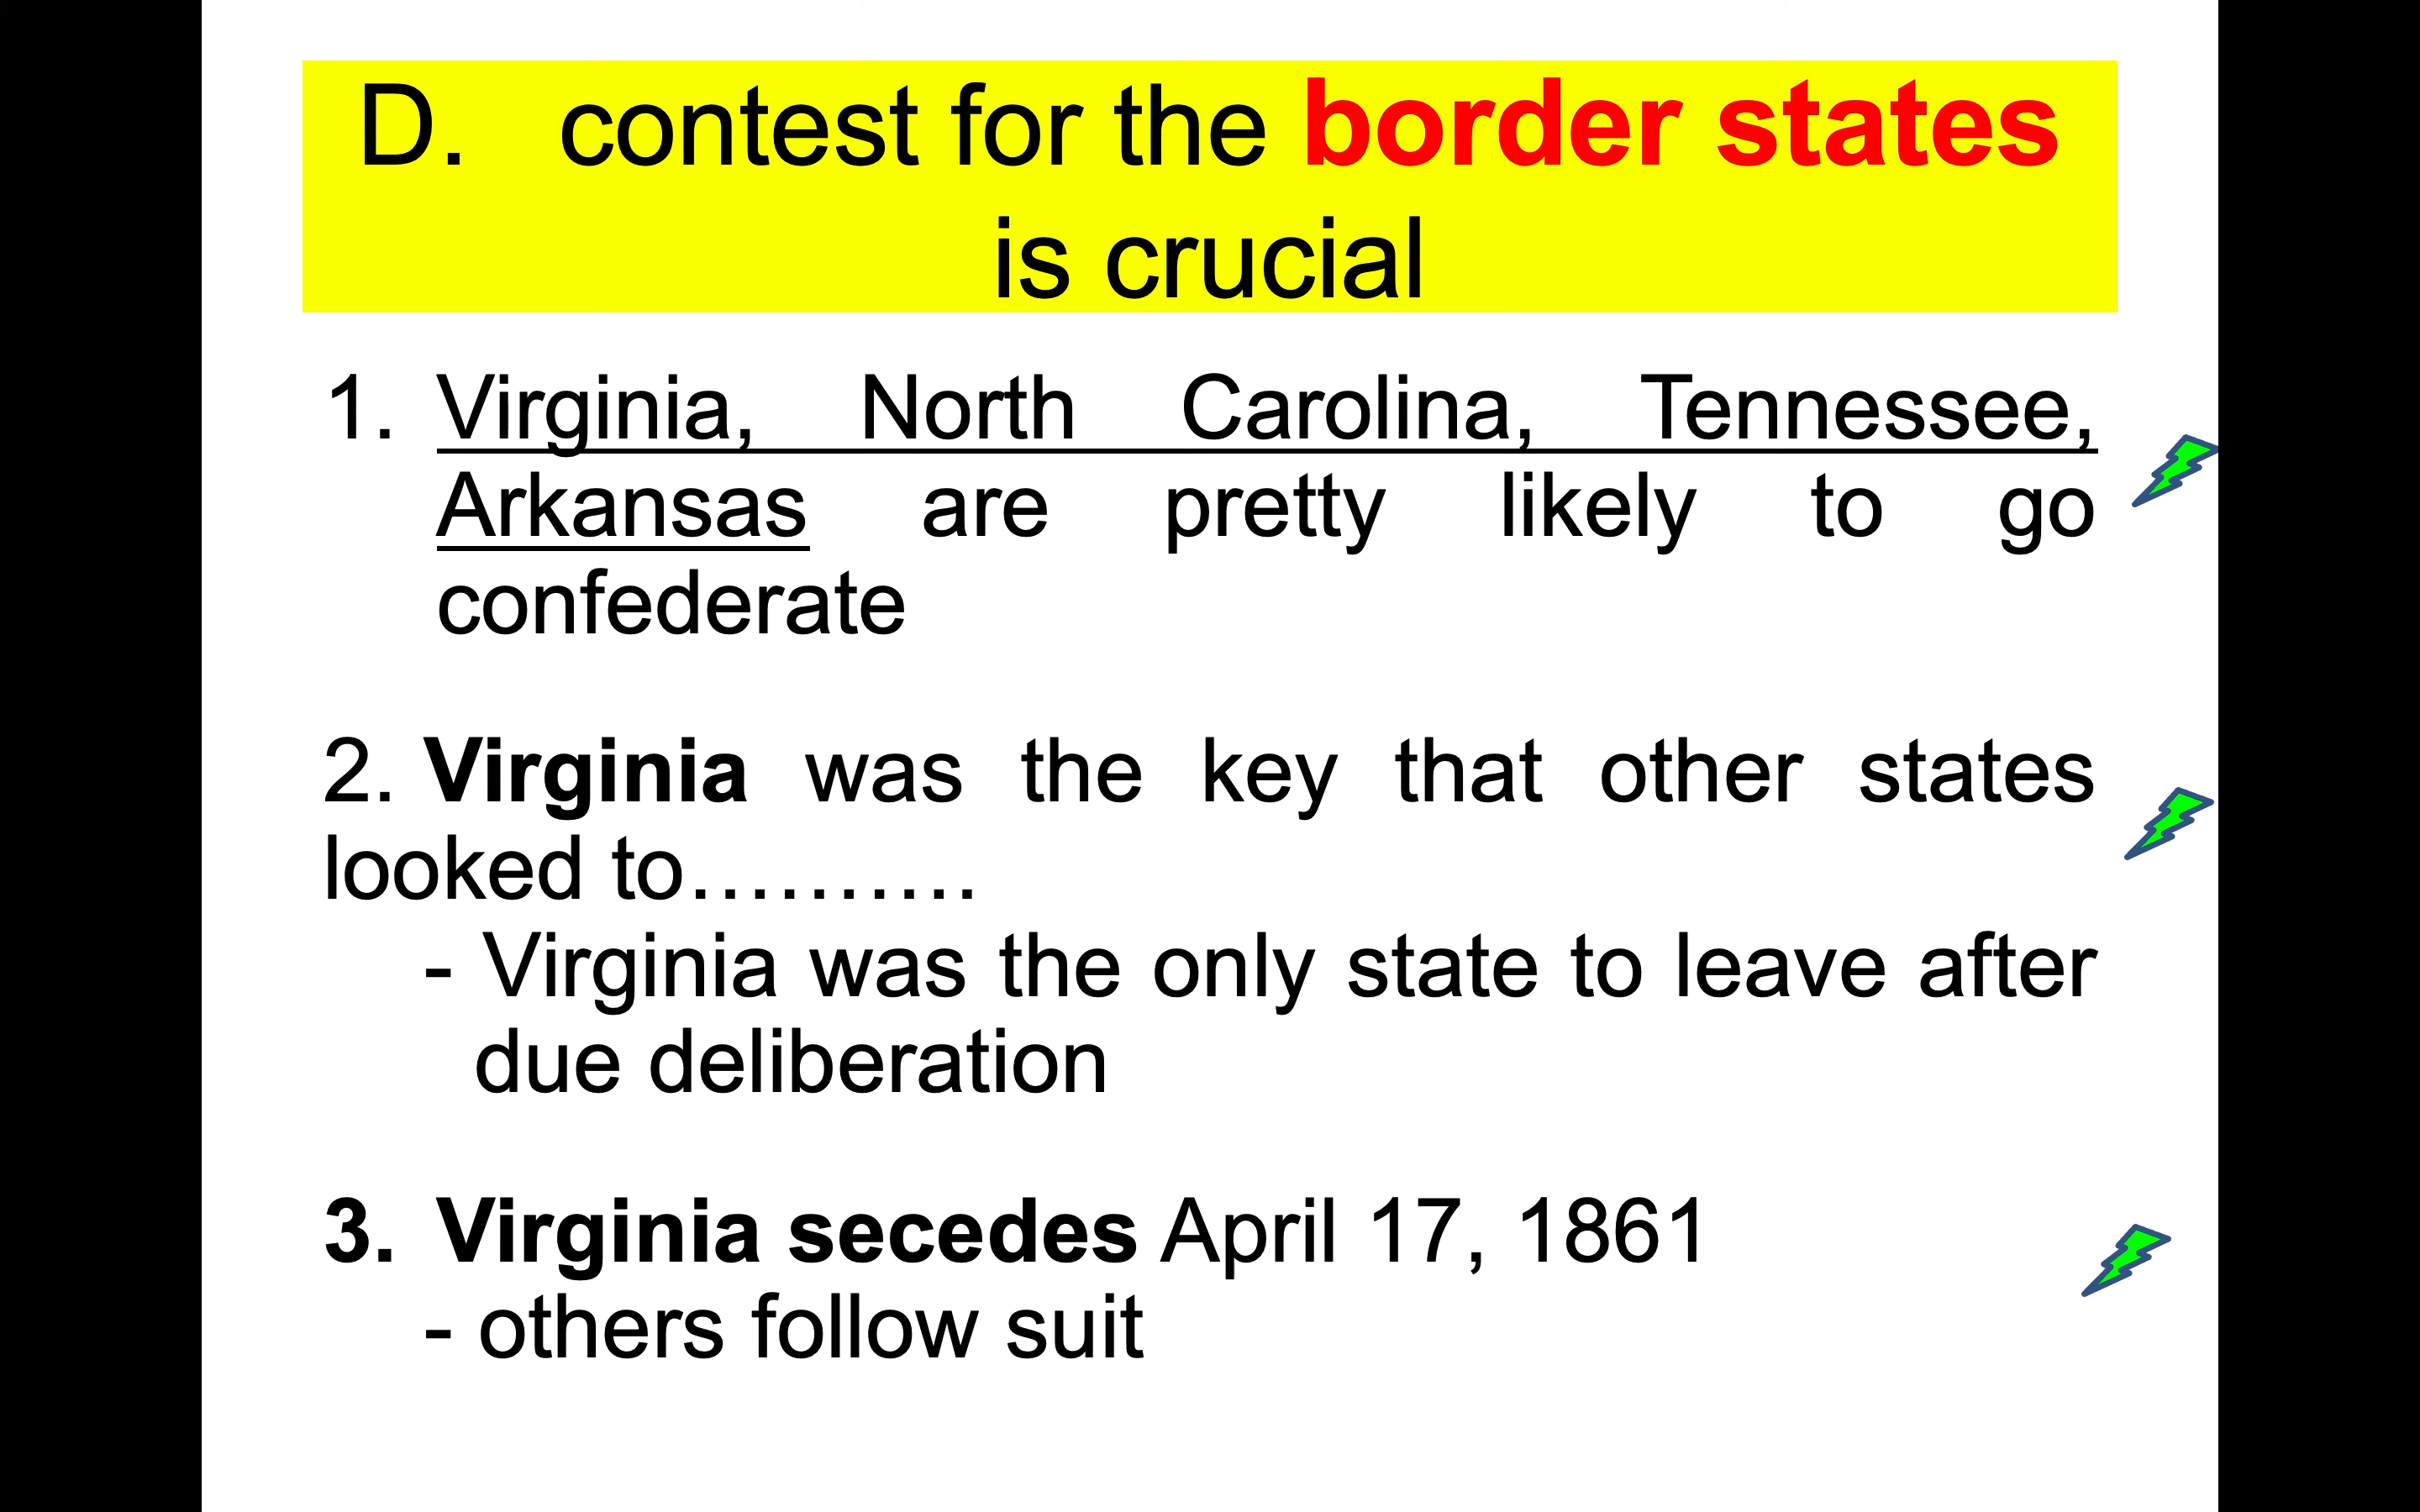 D. contest for the border states
is crucial
1. Virginia, North Carolina, Tennessee,
Arkansas are pretty likely to go
confederate
2. Virginia was the key that other states
looked to……….
- Virginia was the only state to leave after
due deliberation
3. Virginia secedes April 17, 1861
- others follow suit